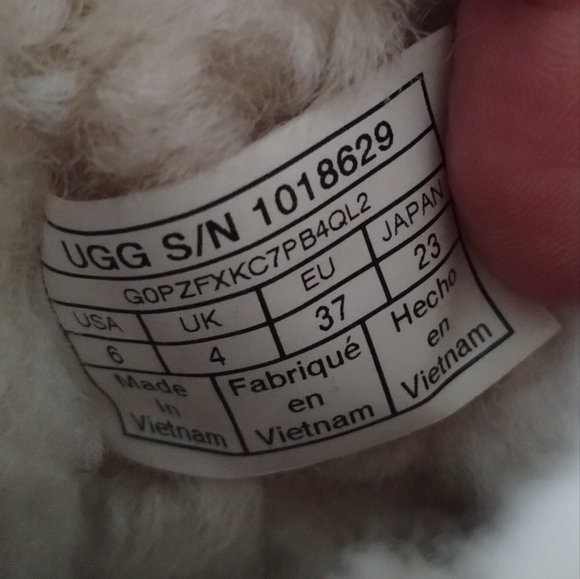 UGG S/N 1018629
G0PZFXKC7PB4QL2
USA UK EU JAPAN
6 4 37 23
Made In Vietnam
Fabriqué en Vietnam
Hecho en Vietnam